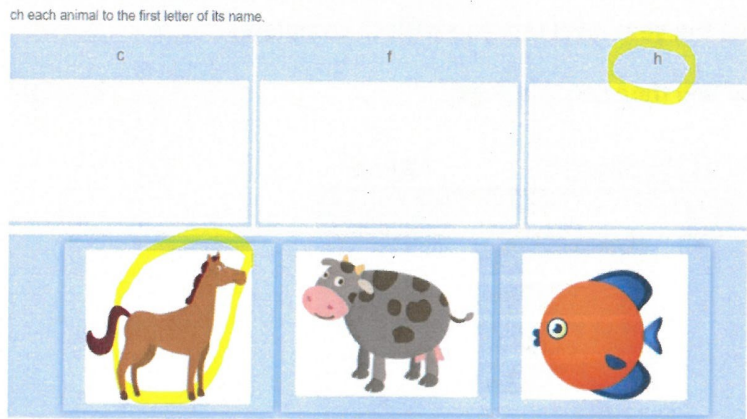 ch each animal to the first letter of its name.
c f h